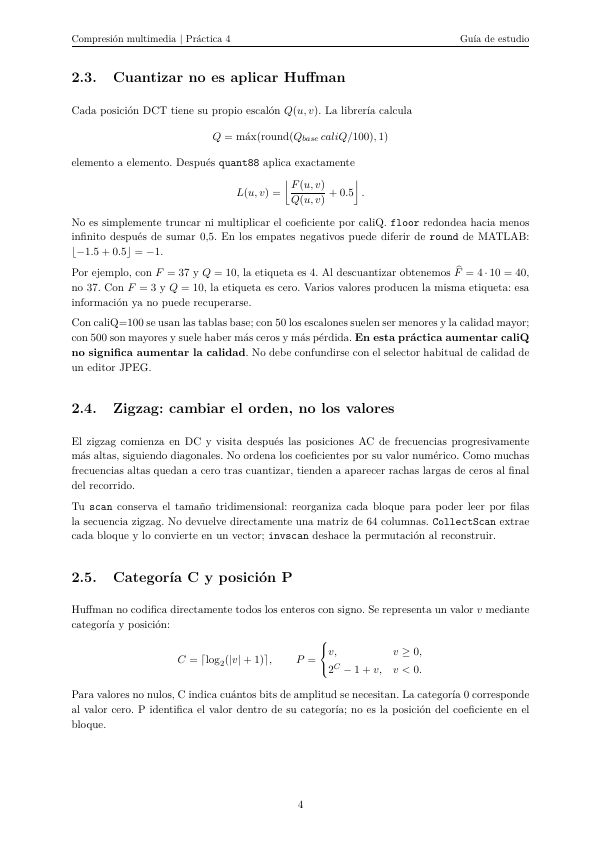 Compresión multimedia | Práctica 4 Guía de estudio
2.3. Cuantizar no es aplicar Huffman
Cada posición DCT tiene su propio escalón Q(u, v). La librería calcula
Q = máx(round(Q_base caliQ/100), 1)
elemento a elemento. Después quant88 aplica exactamente
L(u, v) = ⌊F(u, v)/Q(u, v) + 0.5⌋.
No es simplemente truncar ni multiplicar el coeficiente por caliQ. floor redondea hacia menos
infinito después de sumar 0,5. En los empates negativos puede diferir de round de MATLAB:
⌊−1.5 + 0.5⌋ = −1.
Por ejemplo, con F = 37 y Q = 10, la etiqueta es 4. Al descuantizar obtenemos F̂ = 4 · 10 = 40,
no 37. Con F = 3 y Q = 10, la etiqueta es cero. Varios valores producen la misma etiqueta: esa
información ya no puede recuperarse.
Con caliQ=100 se usan las tablas base; con 50 los escalones suelen ser menores y la calidad mayor;
con 500 son mayores y suele haber más ceros y más pérdida. En esta práctica aumentar caliQ
no significa aumentar la calidad. No debe confundirse con el selector habitual de calidad de
un editor JPEG.
2.4. Zigzag: cambiar el orden, no los valores
El zigzag comienza en DC y visita después las posiciones AC de frecuencias progresivamente
más altas, siguiendo diagonales. No ordena los coeficientes por su valor numérico. Como muchas
frecuencias altas quedan a cero tras cuantizar, tienden a aparecer rachas largas de ceros al final
del recorrido.
Tu scan conserva el tamaño tridimensional: reorganiza cada bloque para poder leer por filas
la secuencia zigzag. No devuelve directamente una matriz de 64 columnas. CollectScan extrae
cada bloque y lo convierte en un vector; invscan deshace la permutación al reconstruir.
2.5. Categoría C y posición P
Huffman no codifica directamente todos los enteros con signo. Se representa un valor v mediante
categoría y posición:
C = ⌈log₂(|v| + 1)⌉, P = { v, v ≥ 0,
2^C − 1 + v, v < 0.
Para valores no nulos, C indica cuántos bits de amplitud se necesitan. La categoría 0 corresponde
al valor cero. P identifica el valor dentro de su categoría; no es la posición del coeficiente en el
bloque.
4